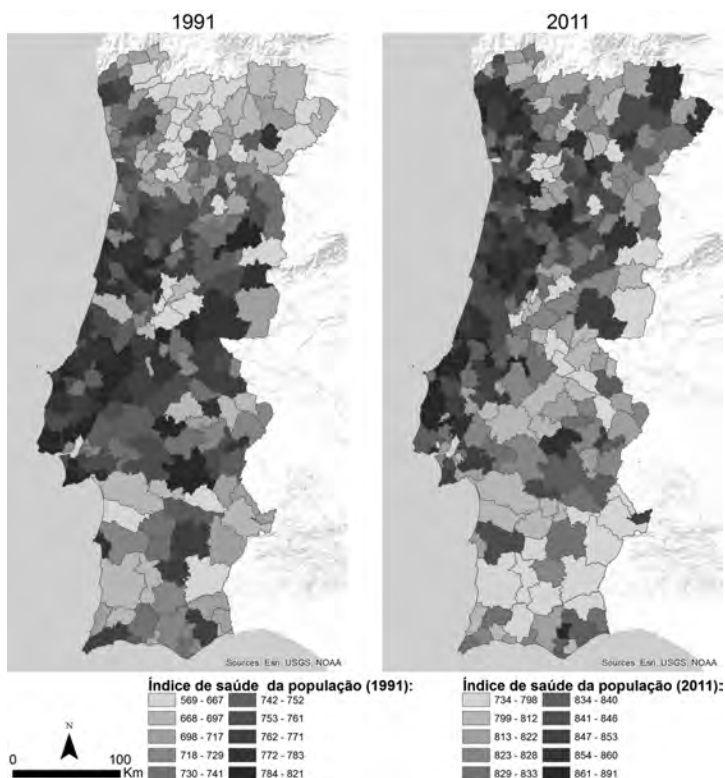 1991
2011
Sources: Esri, USGS, NOAA
Sources: Esri, USGS, NOAA
Índice de saúde da população (1991):
569 - 667
668 - 697
698 - 717
718 - 729
730 - 741
742 - 752
753 - 761
762 - 771
772 - 783
784 - 821
Índice de saúde da população (2011):
734 - 798
799 - 812
813 - 822
823 - 828
829 - 833
834 - 840
841 - 846
847 - 853
854 - 860
861 - 891
N
0 100
Km